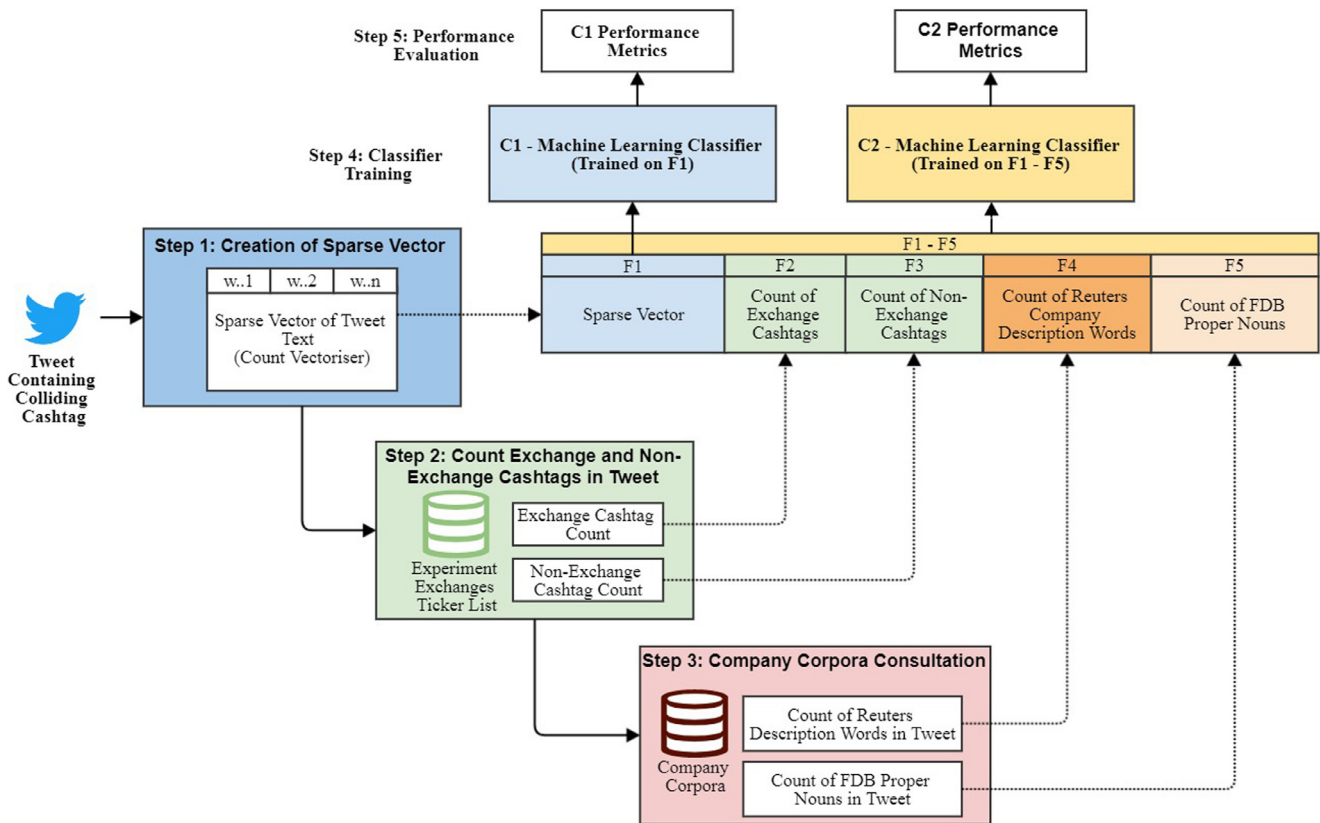 Step 5: Performance
Evaluation
C1 Performance
Metrics
C2 Performance
Metrics
Step 4: Classifier
Training
C1 - Machine Learning Classifier
(Trained on F1)
C2 - Machine Learning Classifier
(Trained on F1 - F5)
Tweet
Containing
Colliding
Cashtag
Step 1: Creation of Sparse Vector
w..1 w..2 w..n
Sparse Vector of Tweet
Text
(Count Vectoriser)
F1 - F5
F1 F2 F3 F4 F5
Sparse Vector
Count of
Exchange
Cashtags
Count of Non-
Exchange
Cashtags
Count of Reuters
Company
Description Words
Count of FDB
Proper Nouns
Step 2: Count Exchange and Non-
Exchange Cashtags in Tweet
Experiment
Exchanges
Ticker List
Exchange Cashtag
Count
Non-Exchange
Cashtag Count
Step 3: Company Corpora Consultation
Company
Corpora
Count of Reuters
Description Words in Tweet
Count of FDB Proper
Nouns in Tweet